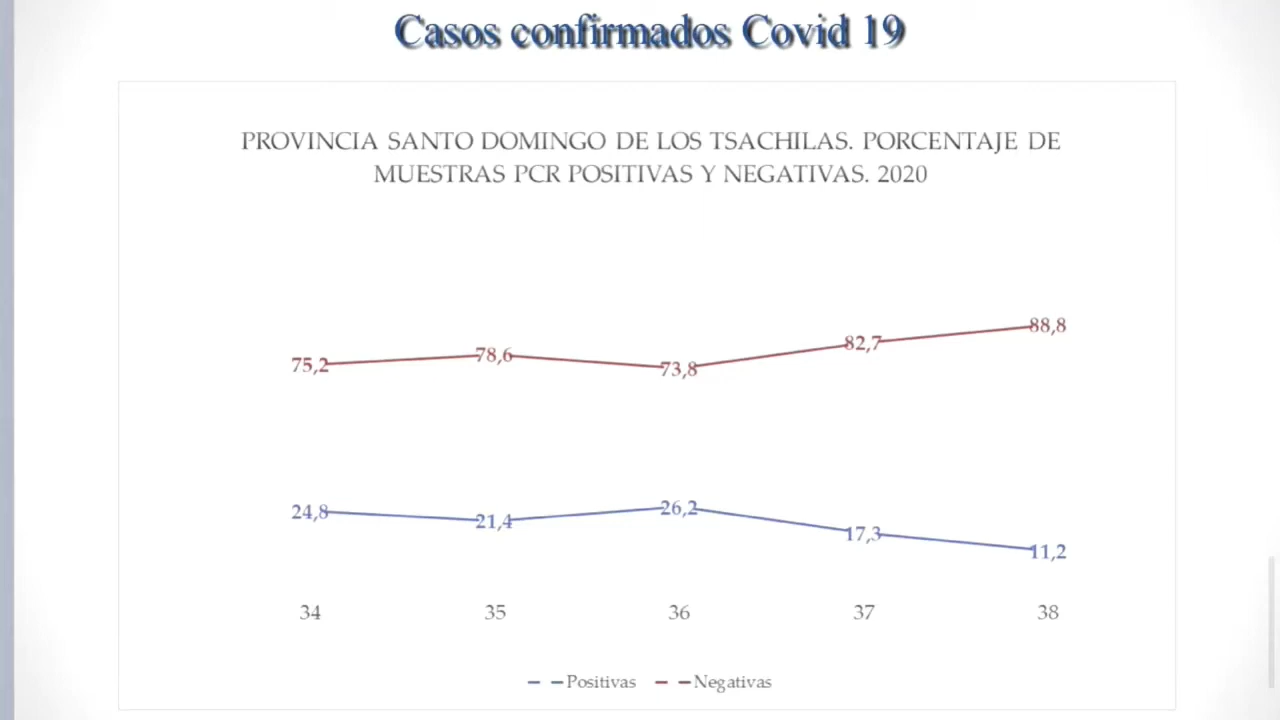 Casos confirmados Covid 19
PROVINCIA SANTO DOMINGO DE LOS TSACHILAS. PORCENTAJE DE
MUESTRAS PCR POSITIVAS Y NEGATIVAS. 2020
75,2 78,6 73,8 82,7 88,8
24,8 21,4 26,2 17,3 11,2
34 35 36 37 38
Positivas Negativas